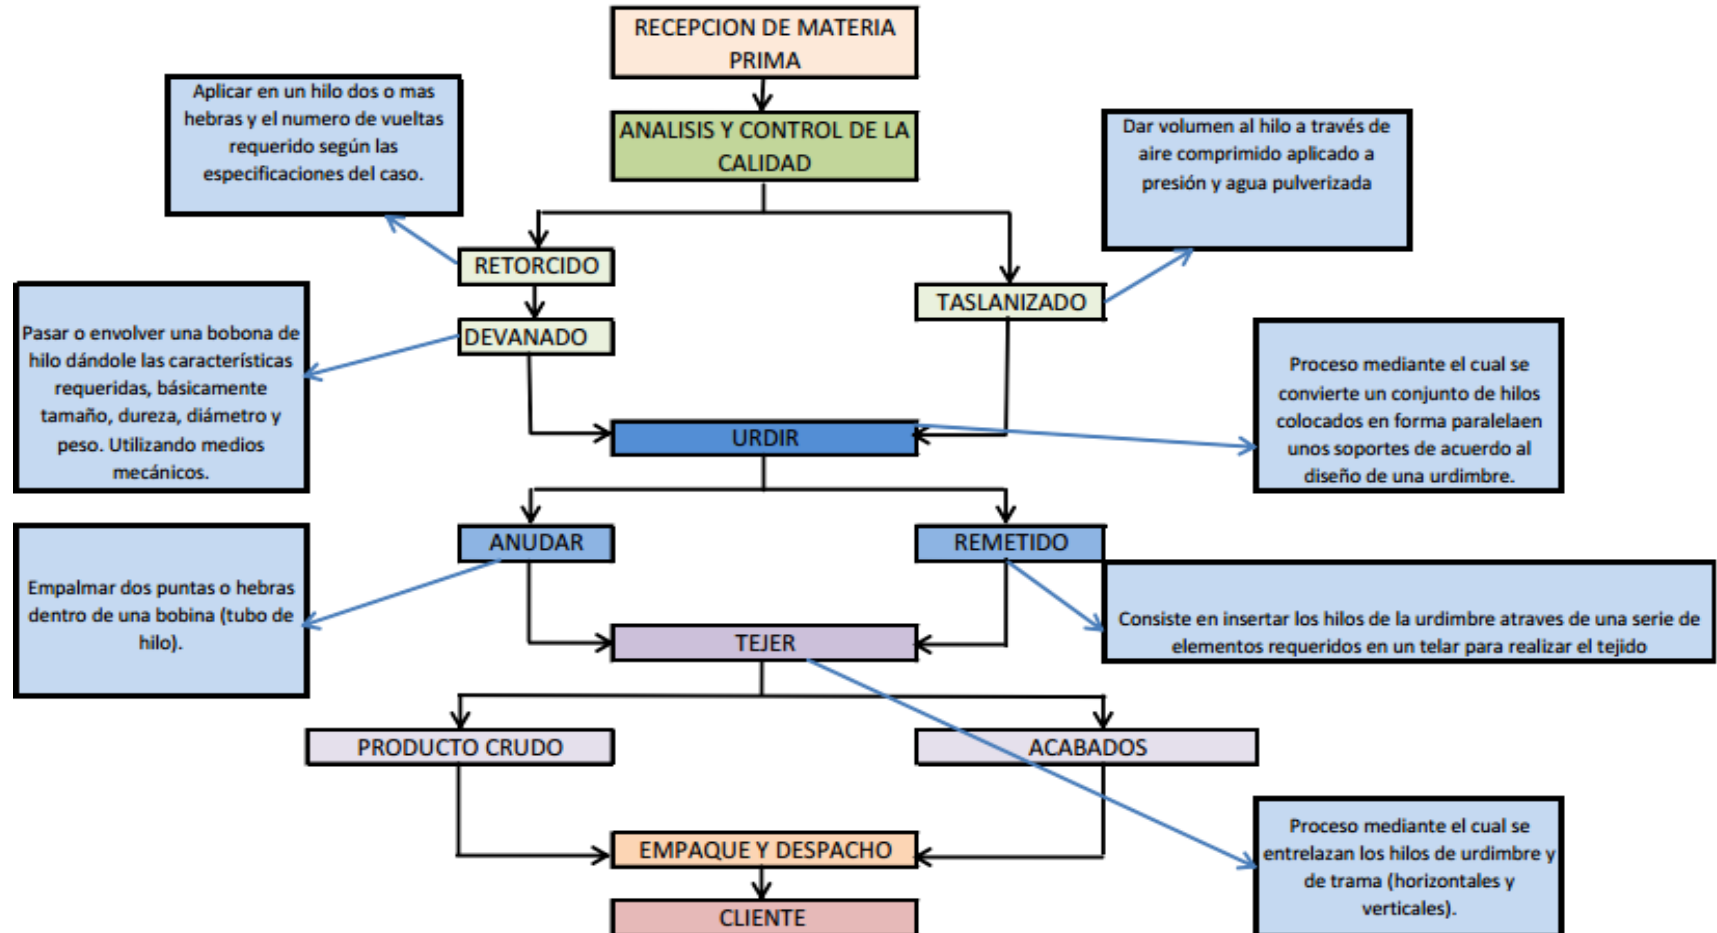 RECEPCION DE MATERIA
PRIMA
Aplicar en un hilo dos o mas
hebras y el numero de vueltas
requerido según las
especificaciones del caso.
ANALISIS Y CONTROL DE LA
CALIDAD
Dar volumen al hilo a través de
aire comprimido aplicado a
presión y agua pulverizada
RETORCIDO
TASLANIZADO
DEVANADO
Pasar o envolver una bobona de
hilo dándole las características
requeridas, básicamente
tamaño, dureza, diámetro y
peso. Utilizando medios
mecánicos.
Proceso mediante el cual se
convierte un conjunto de hilos
colocados en forma paralelaen
unos soportes de acuerdo al
diseño de una urdimbre.
URDIR
ANUDAR
REMETIDO
Empalmar dos puntas o hebras
dentro de una bobina (tubo de
hilo).
Consiste en insertar los hilos de la urdimbre atraves de una serie de
elementos requeridos en un telar para realizar el tejido
TEJER
PRODUCTO CRUDO
ACABADOS
Proceso mediante el cual se
entrelazan los hilos de urdimbre y
de trama (horizontales y
verticales).
EMPAQUE Y DESPACHO
CLIENTE